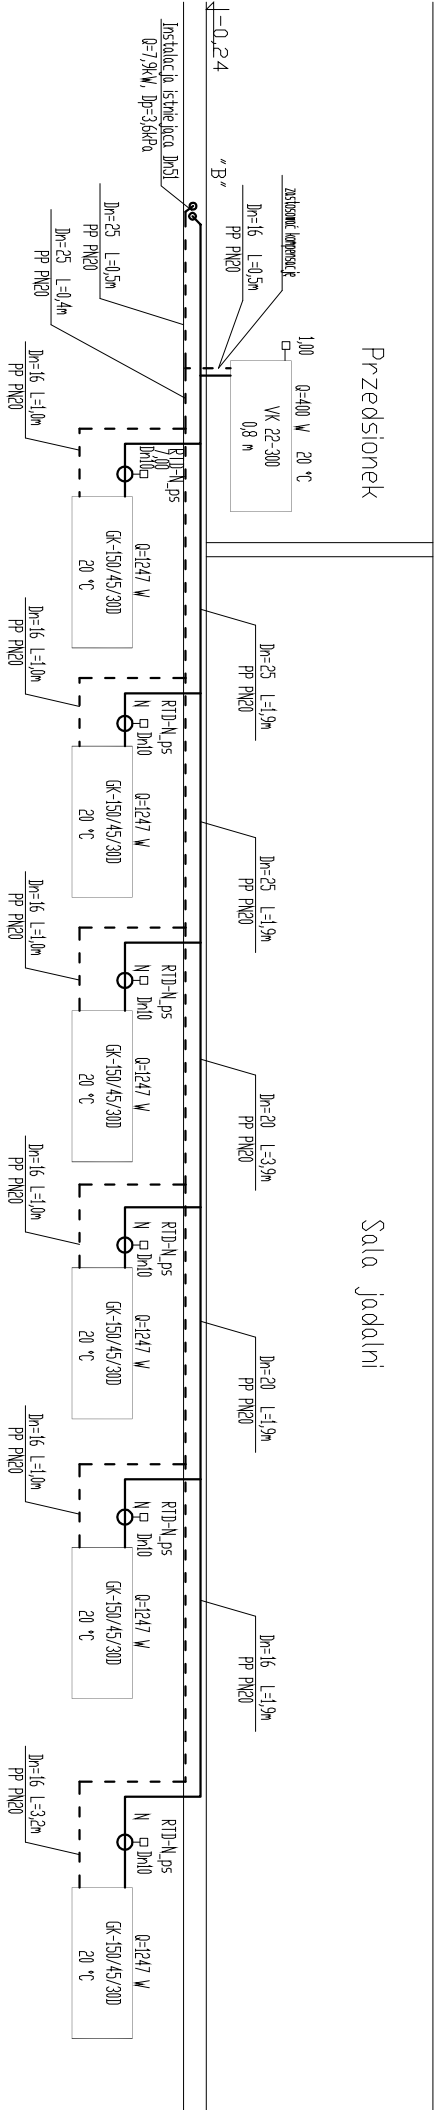 -0,24
"B"
Instalacja istniejąca Dn51
Q=7,9kW, Dp=3,6kPa
zastosować kompensację
Dn=16 L=0,5m
PP PN20
Dn=25 L=0,5m
PP PN20
Dn=25 L=0,4m
PP PN20
Przedsionek
1,00
Q=400 W 20 °C
VK 22-300
0,8 m
Sala jadalni
Dn=25 L=1,9m
PP PN20
Dn=25 L=1,9m
PP PN20
Dn=20 L=3,9m
PP PN20
Dn=20 L=1,9m
PP PN20
Dn=16 L=1,9m
PP PN20
Dn=16 L=1,0m
PP PN20
RTD-N_ps
7,00
Dn10
Q=1247 W
GK-150/45/30D
20 °C
Dn=16 L=1,0m
PP PN20
RTD-N_ps
N Dn10
Q=1247 W
GK-150/45/30D
20 °C
Dn=16 L=1,0m
PP PN20
RTD-N_ps
N Dn10
Q=1247 W
GK-150/45/30D
20 °C
Dn=16 L=1,0m
PP PN20
RTD-N_ps
N Dn10
Q=1247 W
GK-150/45/30D
20 °C
Dn=16 L=1,0m
PP PN20
RTD-N_ps
N Dn10
Q=1247 W
GK-150/45/30D
20 °C
Dn=16 L=3,2m
PP PN20
RTD-N_ps
N Dn10
Q=1247 W
GK-150/45/30D
20 °C